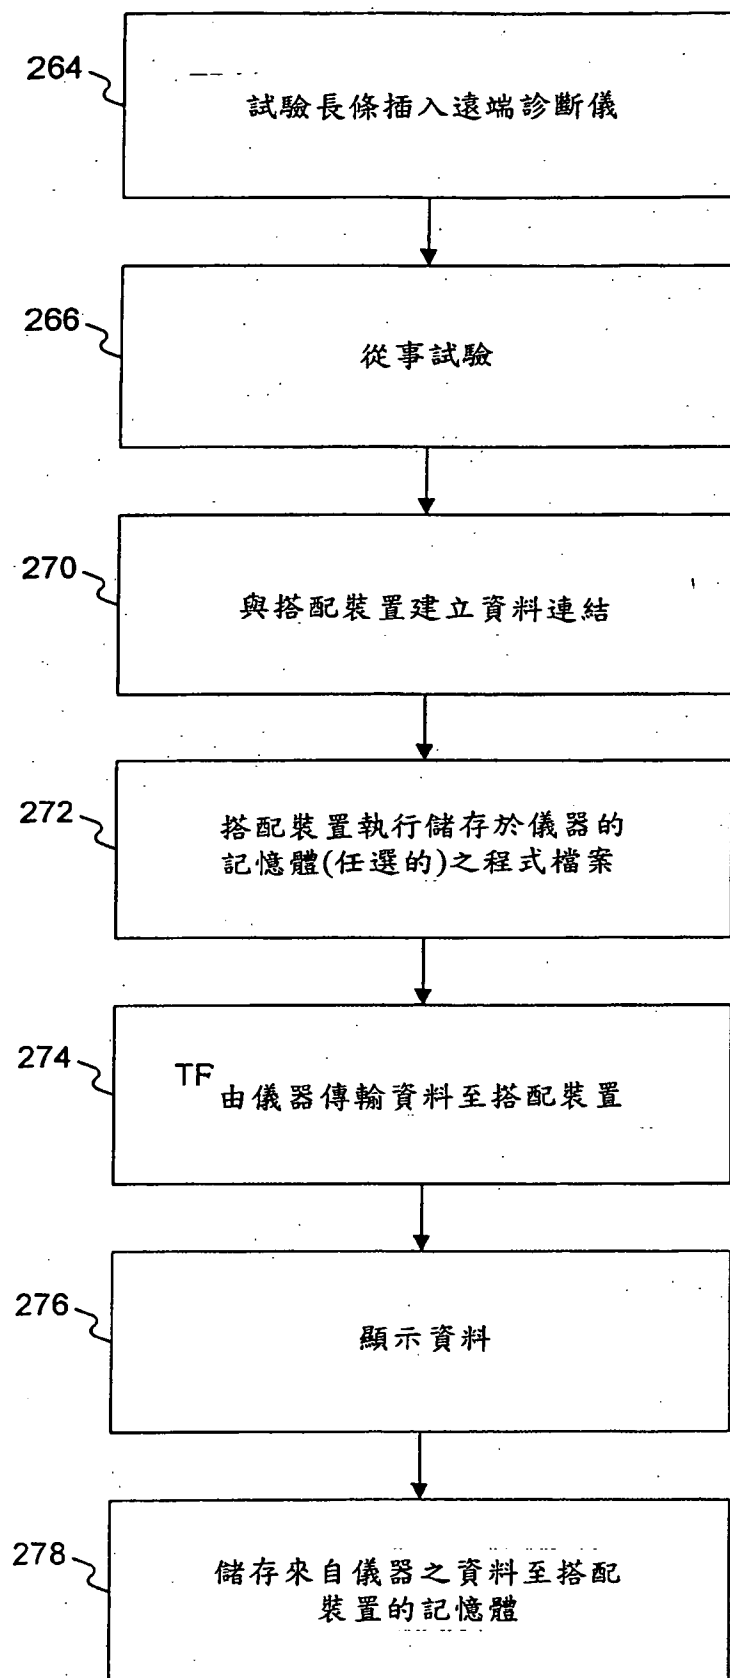 264
試驗長條插入遠端診斷儀
266
從事試驗
270
與搭配裝置建立資料連結
272
搭配裝置執行儲存於儀器的
記憶體(任選的)之程式檔案
274
TF
由儀器傳輸資料至搭配裝置
276
顯示資料
278
儲存來自儀器之資料至搭配
裝置的記憶體